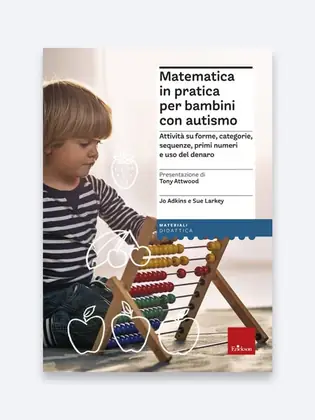 Matematica
in pratica
per bambini
con autismo
Attività su forme, categorie,
sequenze, primi numeri
e uso del denaro
Presentazione di
Tony Attwood
Jo Adkins e Sue Larkey
MATERIALI
DIDATTICA
Erickson